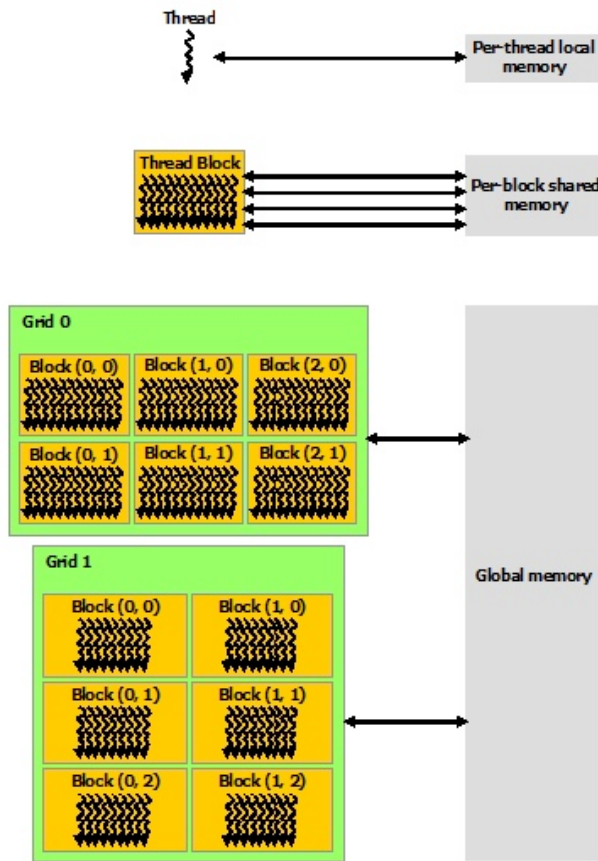 Thread
Per-thread local
memory
Thread Block
Per-block shared
memory
Grid 0
Block (0, 0) Block (1, 0) Block (2, 0)
Block (0, 1) Block (1, 1) Block (2, 1)
Grid 1
Block (0, 0) Block (1, 0)
Block (0, 1) Block (1, 1)
Block (0, 2) Block (1, 2)
Global memory